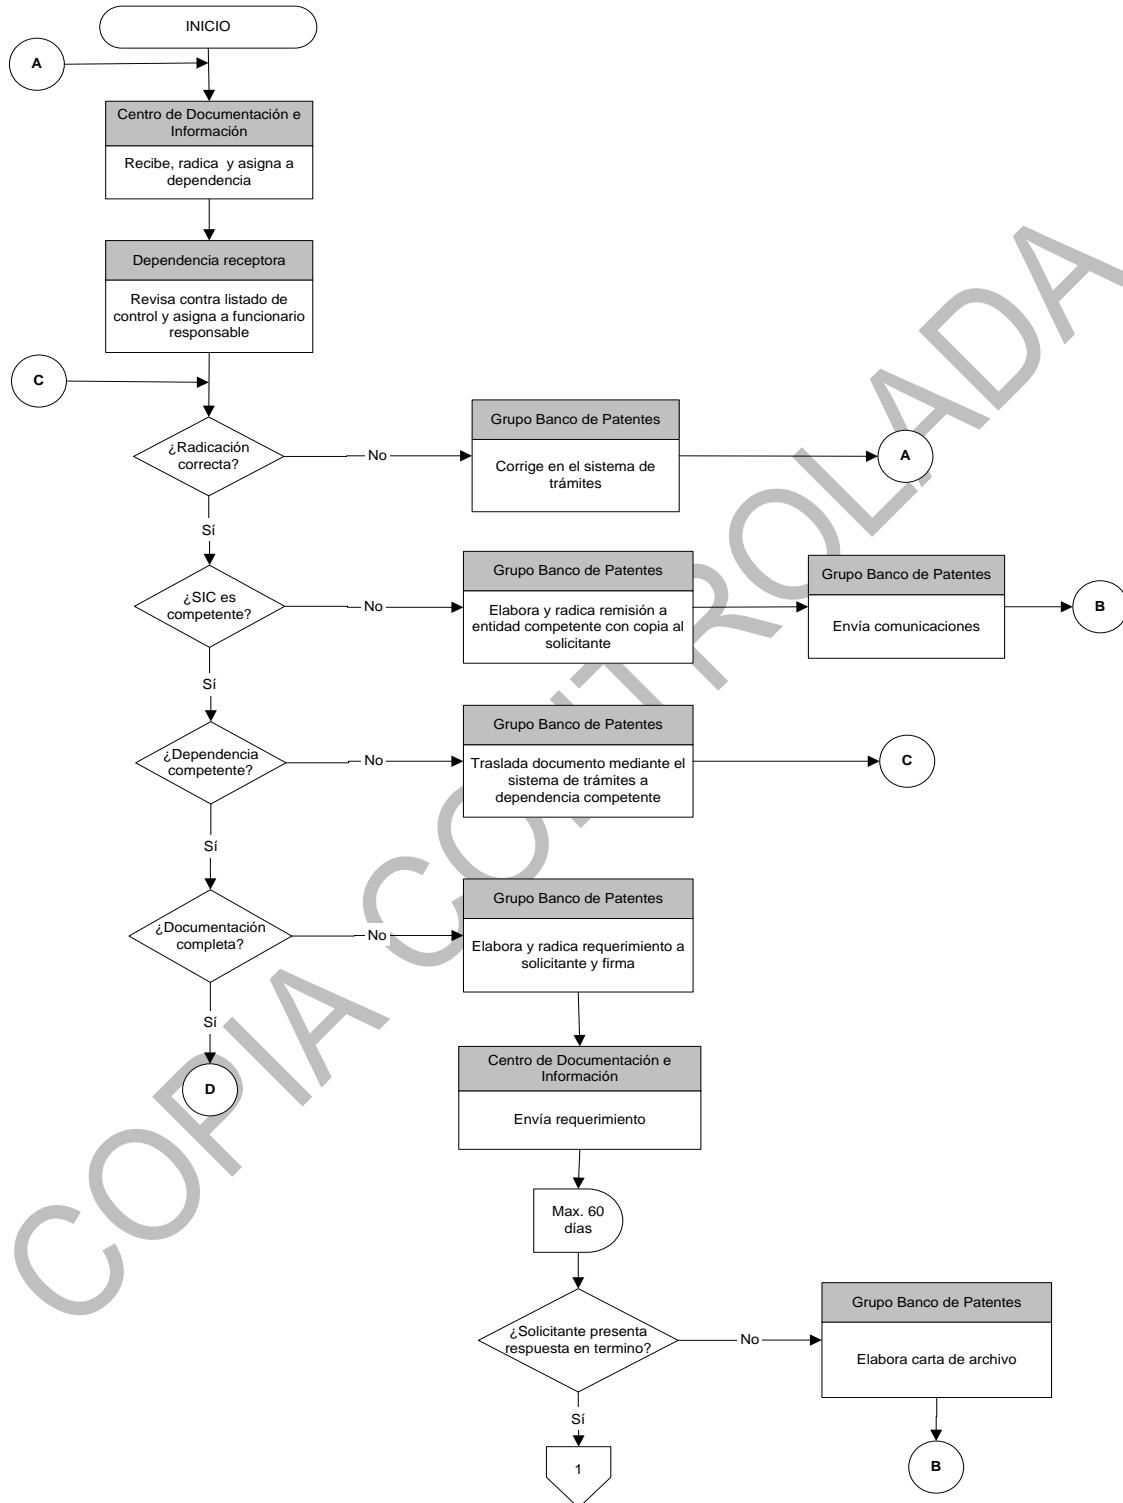 INICIO
A
Centro de Documentación e
Información
Recibe, radica y asigna a
dependencia
Dependencia receptora
Revisa contra listado de
control y asigna a funcionario
responsable
C
¿Radicación
correcta?
No
Grupo Banco de Patentes
Corrige en el sistema de
trámites
A
Sí
¿SIC es
competente?
No
Grupo Banco de Patentes
Elabora y radica remisión a
entidad competente con copia al
solicitante
Grupo Banco de Patentes
Envía comunicaciones
B
Sí
¿Dependencia
competente?
No
Grupo Banco de Patentes
Traslada documento mediante el
sistema de trámites a
dependencia competente
C
Sí
¿Documentación
completa?
No
Grupo Banco de Patentes
Elabora y radica requerimiento a
solicitante y firma
Sí
D
Centro de Documentación e
Información
Envía requerimiento
Max. 60
días
¿Solicitante presenta
respuesta en termino?
No
Grupo Banco de Patentes
Elabora carta de archivo
Sí
1
B
COPIA CONTROLADA